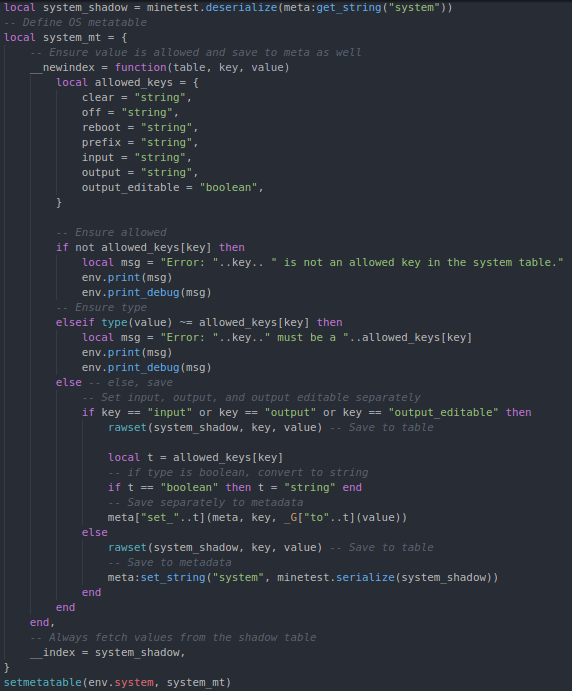 local system_shadow = minetest.deserialize(meta:get_string("system"))
-- Define OS metatable
local system_mt = {
    -- Ensure value is allowed and save to meta as well
    __newindex = function(table, key, value)
        local allowed_keys = {
            clear = "string",
            off = "string",
            reboot = "string",
            prefix = "string",
            input = "string",
            output = "string",
            output_editable = "boolean",
        }

        -- Ensure allowed
        if not allowed_keys[key] then
            local msg = "Error: "..key.. " is not an allowed key in the system table."
            env.print(msg)
            env.print_debug(msg)
        -- Ensure type
        elseif type(value) ~= allowed_keys[key] then
            local msg = "Error: "..key.." must be a "..allowed_keys[key]
            env.print(msg)
            env.print_debug(msg)
        else -- else, save
            -- Set input, output, and output editable separately
            if key == "input" or key == "output" or key == "output_editable" then
                rawset(system_shadow, key, value) -- Save to table

                local t = allowed_keys[key]
                -- if type is boolean, convert to string
                if t == "boolean" then t = "string" end
                -- Save separately to metadata
                meta["set_"..t](meta, key, _G["to"..t](value))
            else
                rawset(system_shadow, key, value) -- Save to table
                -- Save to metadata
                meta:set_string("system", minetest.serialize(system_shadow))
            end
        end
    end,
    -- Always fetch values from the shadow table
    __index = system_shadow,
}
setmetatable(env.system, system_mt)